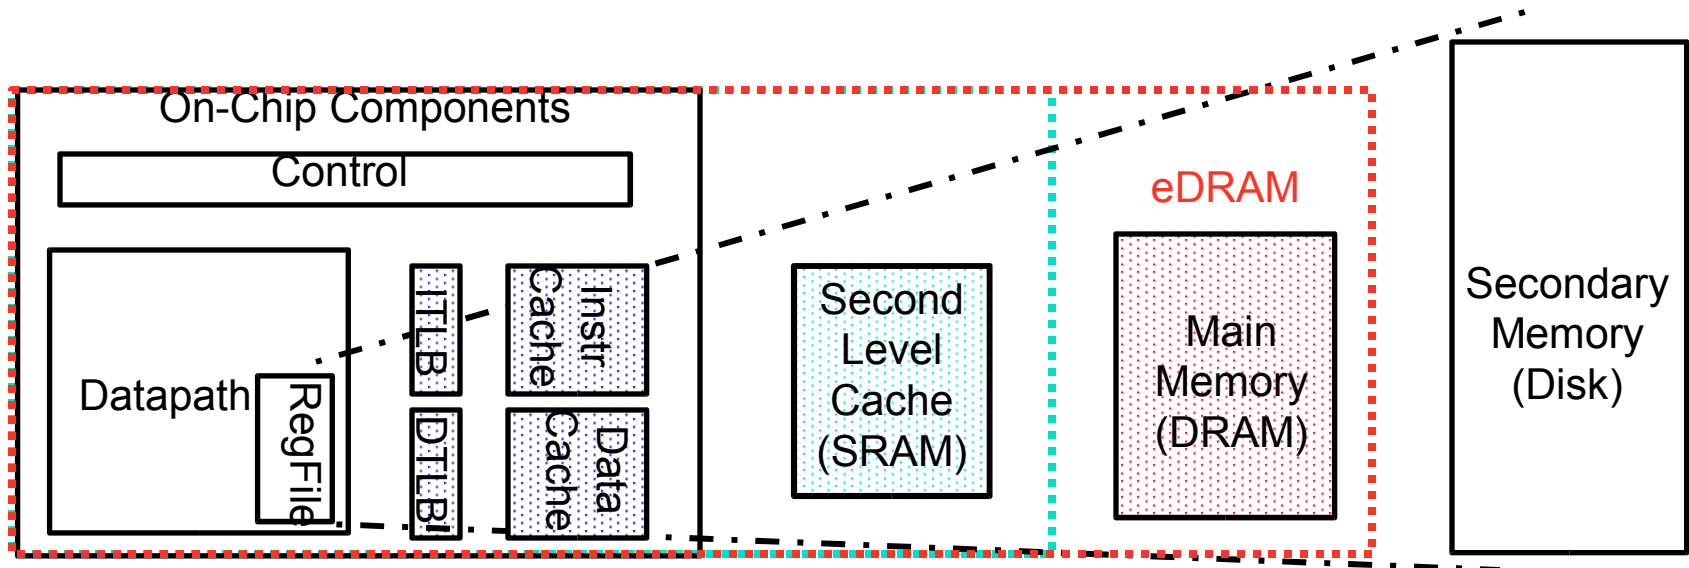 On-Chip Components
Control
eDRAM
Datapath
RegFile
ITLB
DTLB
Instr
Cache
Data
Cache
Second
Level
Cache
(SRAM)
Main
Memory
(DRAM)
Secondary
Memory
(Disk)